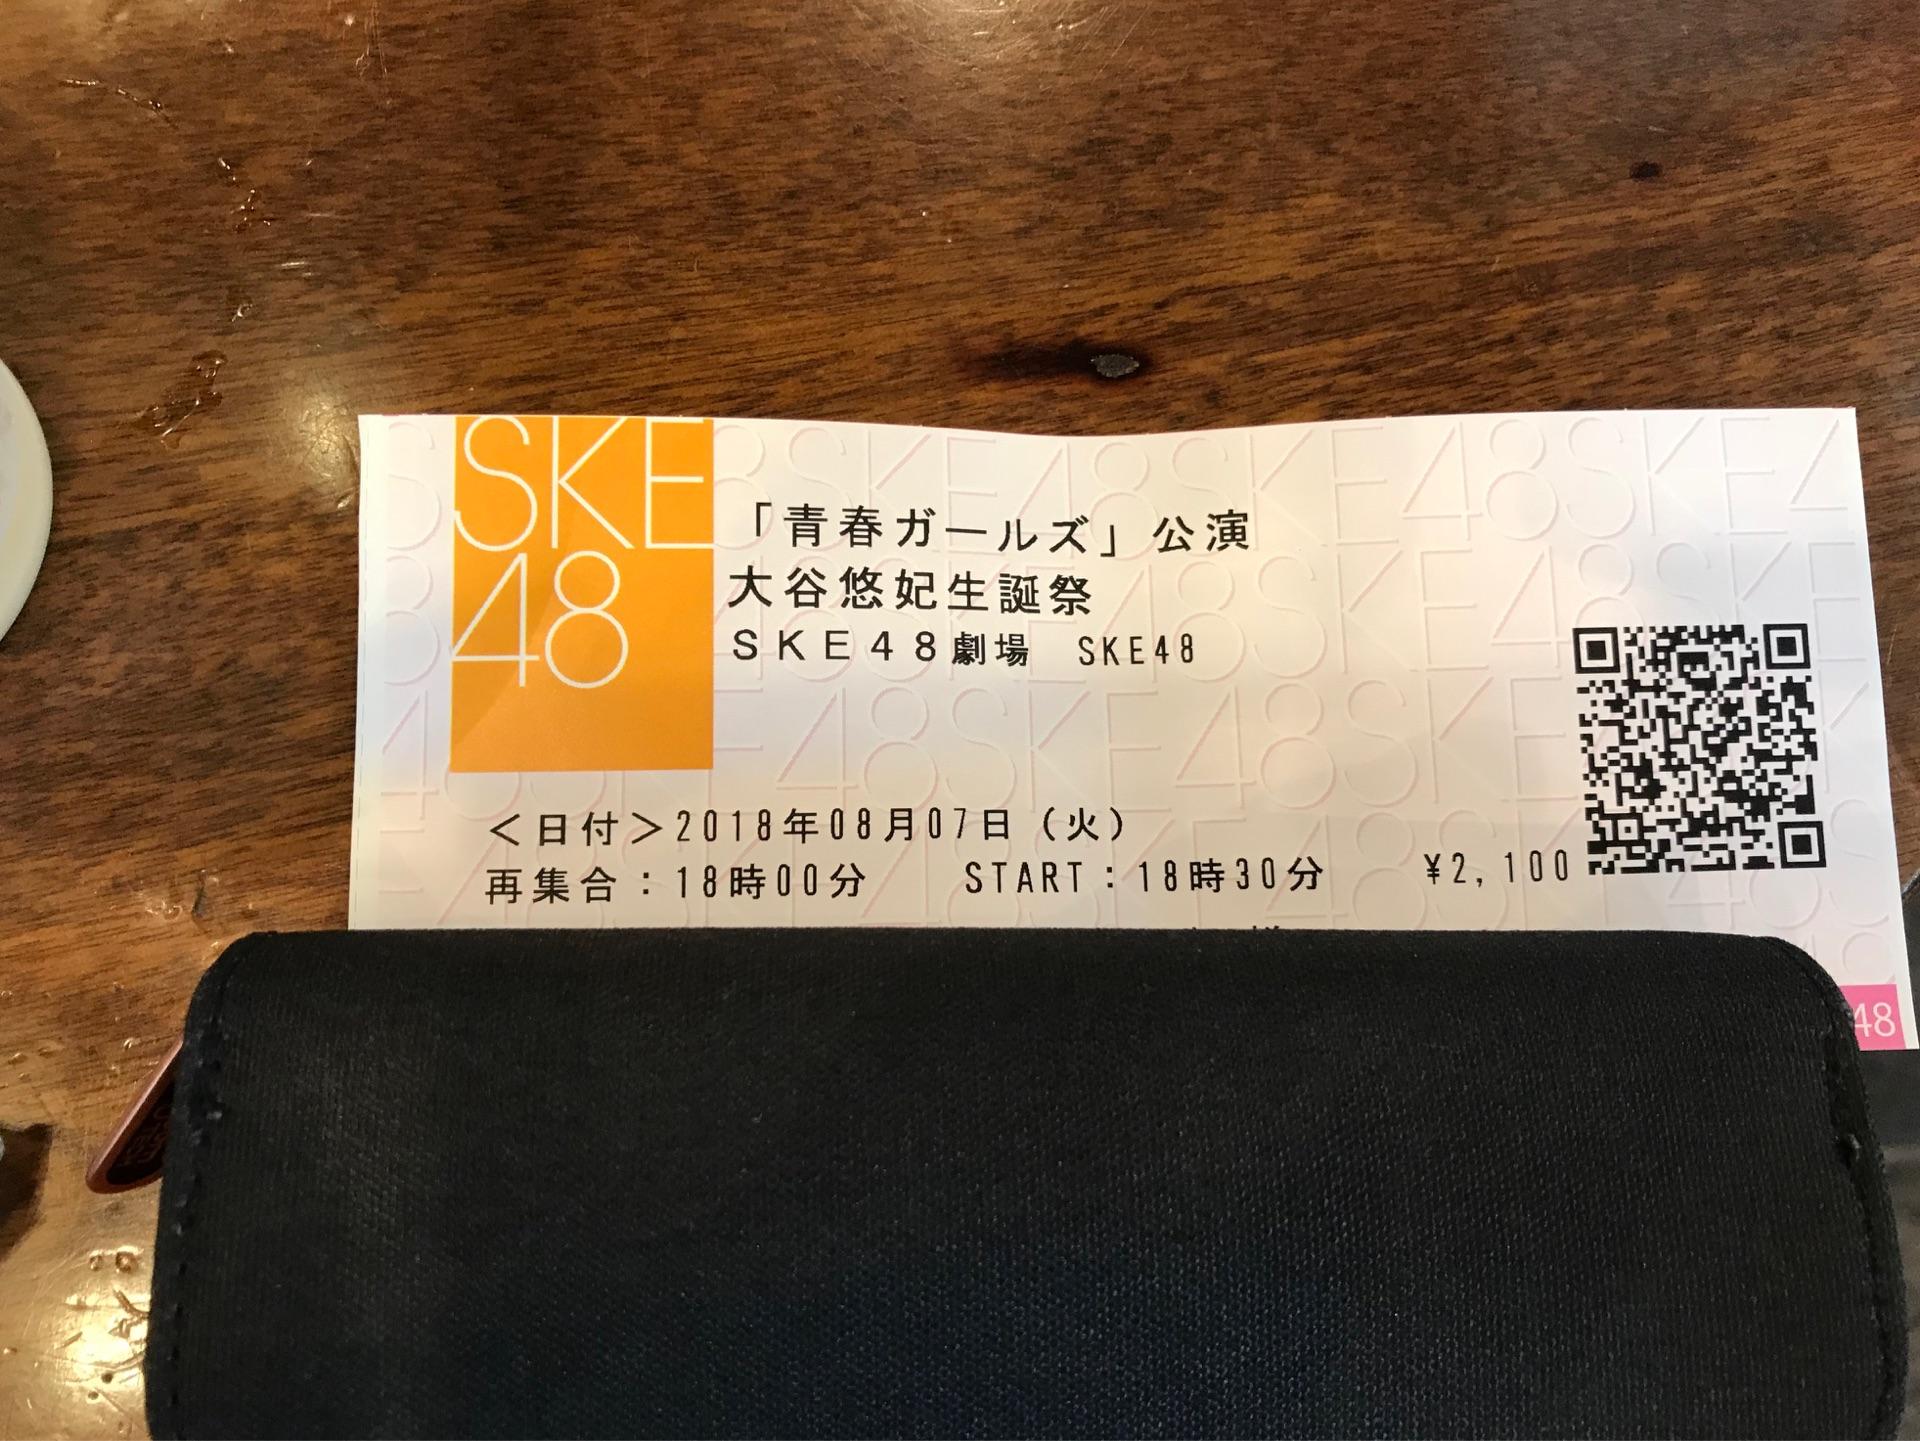 SKE
48
「青春ガールズ」公演
大谷悠妃生誕祭
ＳＫＥ４８劇場　SKE48
＜日付＞2018年08月07日（火）
再集合：18時00分　START：18時30分　¥2,100
48